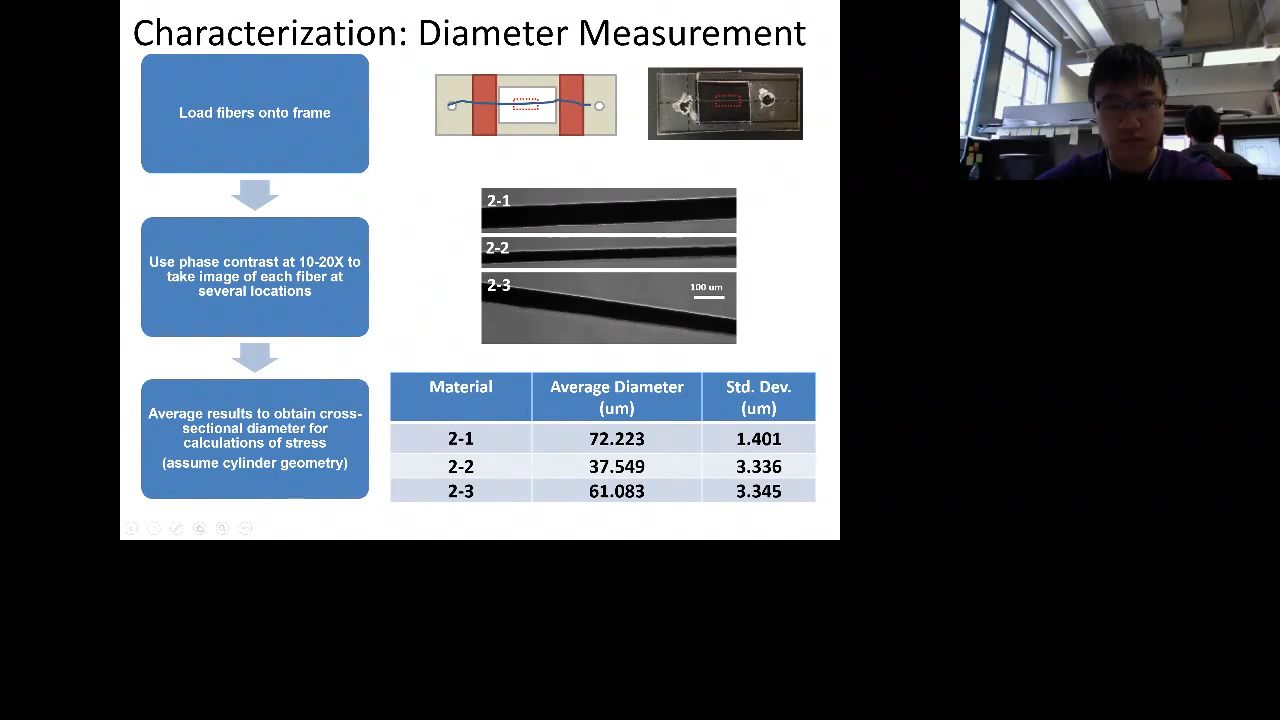 Characterization: Diameter Measurement
Load fibers onto frame
Use phase contrast at 10-20X to
take image of each fiber at
several locations
Average results to obtain cross-
sectional diameter for
calculations of stress
(assume cylinder geometry)
2-1
2-2
2-3
100 um
Material Average Diameter (um) Std. Dev. (um)
2-1 72.223 1.401
2-2 37.549 3.336
2-3 61.083 3.345